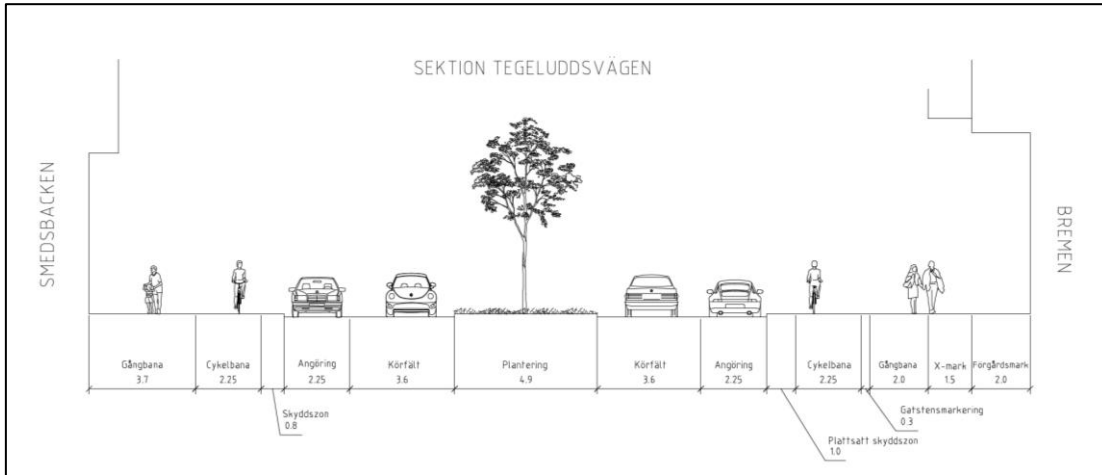 SEKTION TEGELUDDSVÄGEN
SMEDSBACKEN
BREMEN
Gångbana
3.7
Cykelbana
2.25
Angöring
2.25
Körfält
3.6
Plantering
4.9
Körfält
3.6
Angöring
2.25
Cykelbana
2.25
Gångbana
2.0
X-mark
1.5
Förgårdsmark
2.0
Skyddszon
0.8
Gatstensmarkering
0.3
Plattsatt skyddszon
1.0